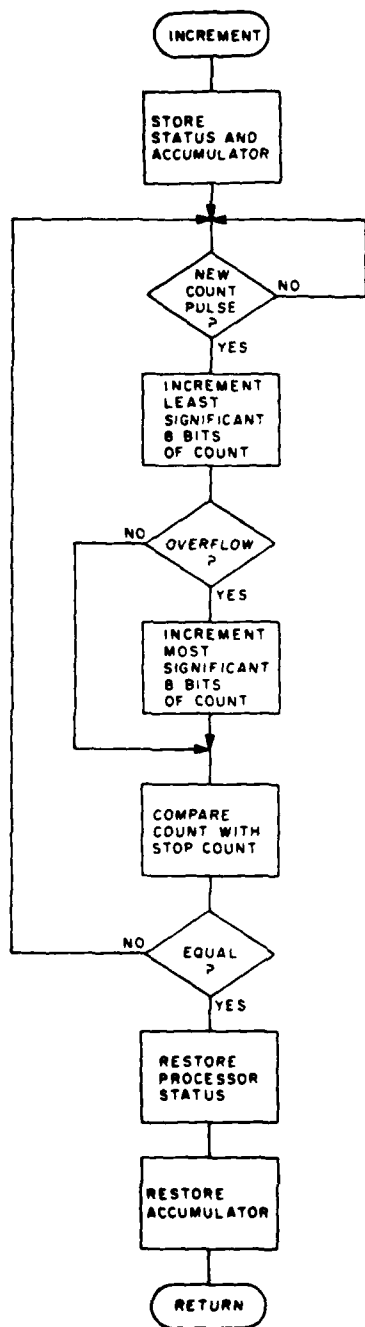 INCREMENT
STORE
STATUS AND
ACCUMULATOR
NEW
COUNT
PULSE
?
NO
YES
INCREMENT
LEAST
SIGNIFICANT
8 BITS
OF COUNT
NO
OVERFLOW
?
YES
INCREMENT
MOST
SIGNIFICANT
8 BITS
OF COUNT
COMPARE
COUNT WITH
STOP COUNT
NO
EQUAL
?
YES
RESTORE
PROCESSOR
STATUS
RESTORE
ACCUMULATOR
RETURN